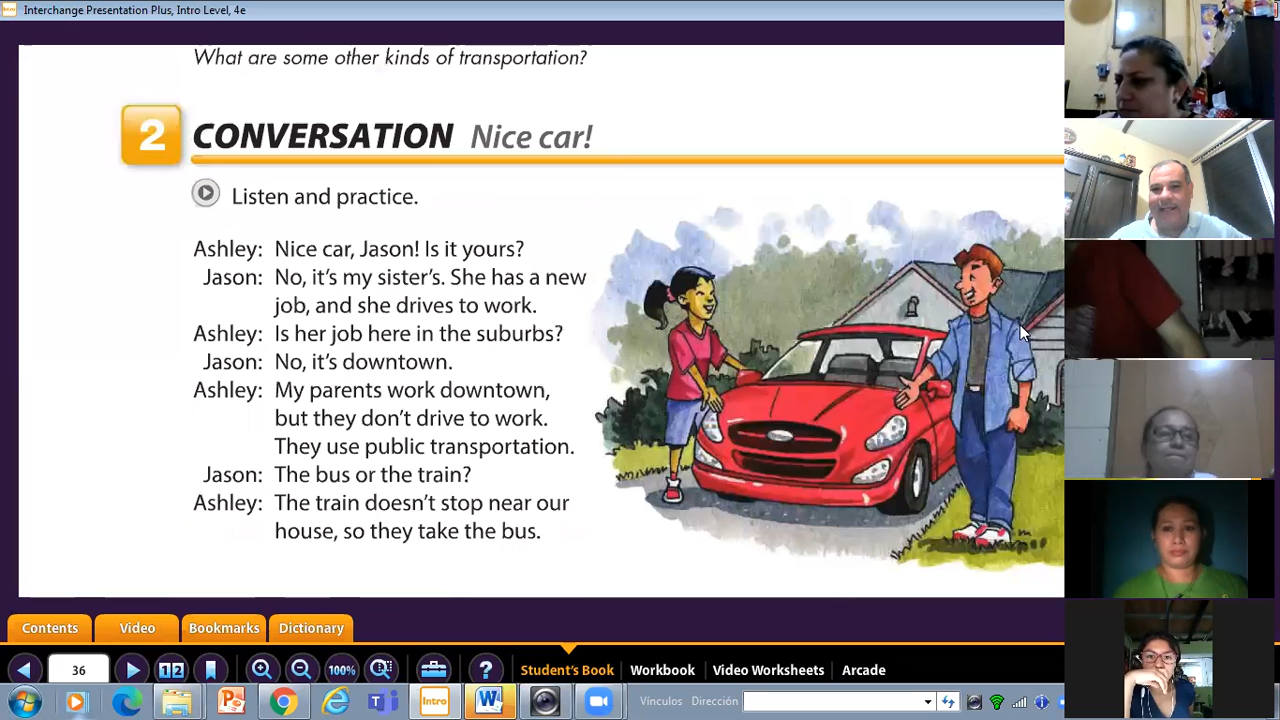 Interchange Presentation Plus, Intro Level, 4e
What are some other kinds of transportation?
2 CONVERSATION Nice car!
Listen and practice.
Ashley: Nice car, Jason! Is it yours?
Jason: No, it's my sister's. She has a new
job, and she drives to work.
Ashley: Is her job here in the suburbs?
Jason: No, it's downtown.
Ashley: My parents work downtown,
but they don't drive to work.
They use public transportation.
Jason: The bus or the train?
Ashley: The train doesn't stop near our
house, so they take the bus.
Contents Video Bookmarks Dictionary
36 12 100% ? Student's Book Workbook Video Worksheets Arcade
Intro Vínculos Dirección